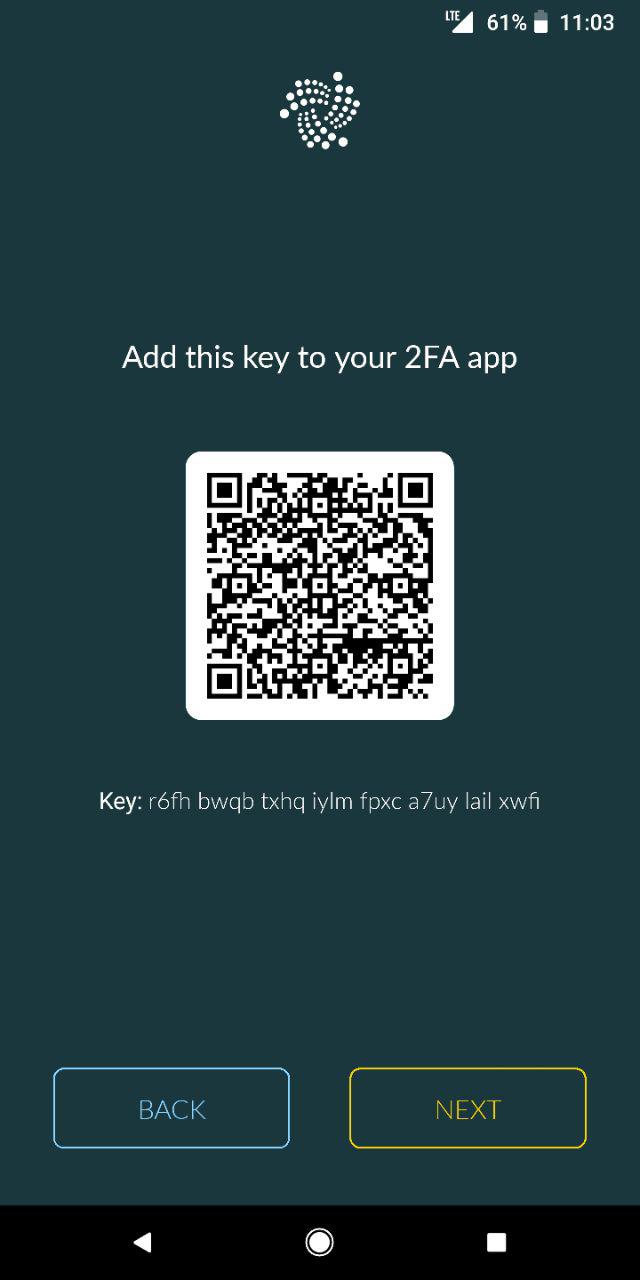 LTE 61% 11:03
Add this key to your 2FA app
Key: r6fh bwqb txhq iylm fpxc a7uy lail xwfi
BACK NEXT